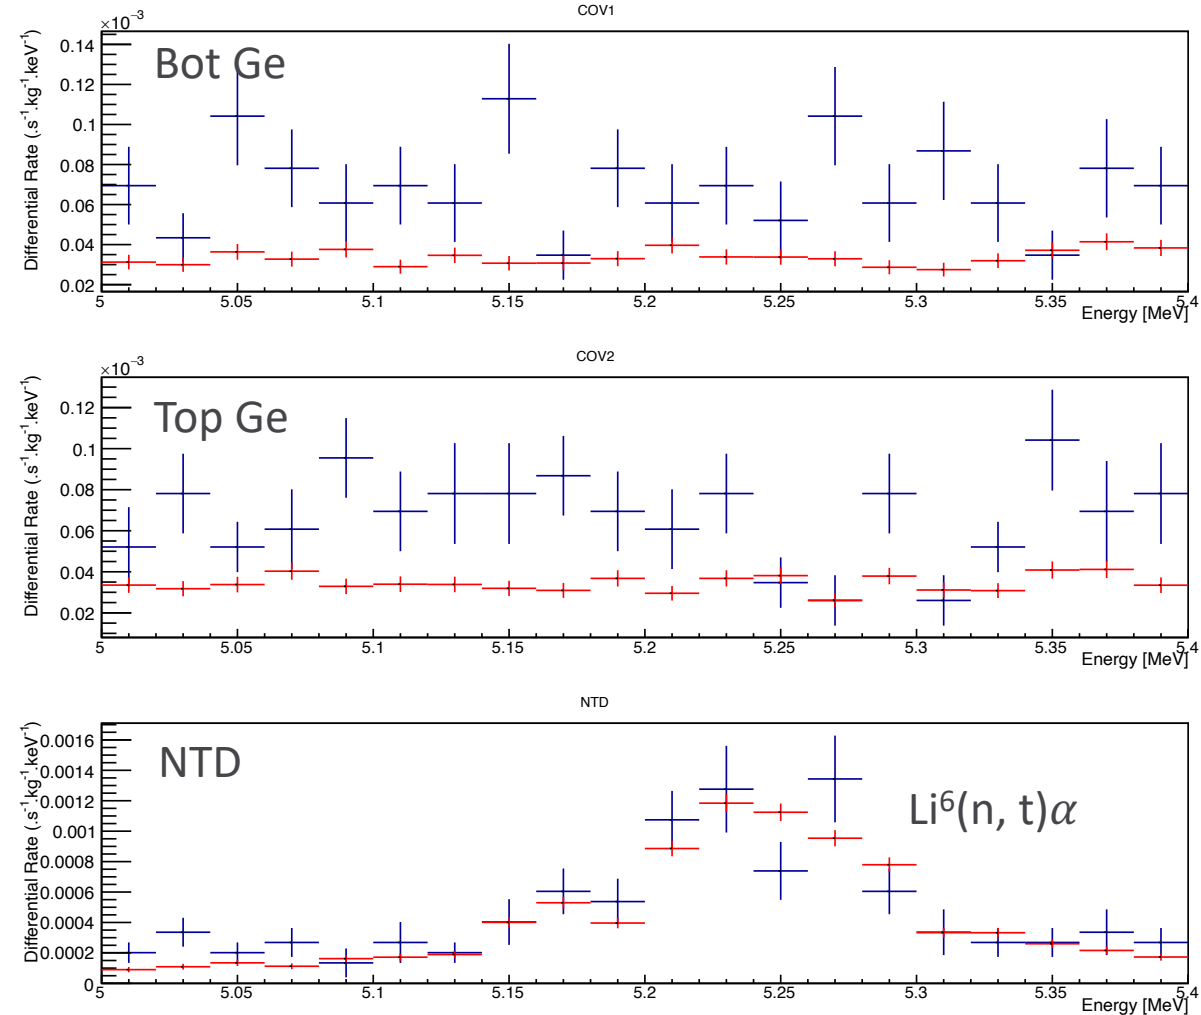 COV1
×10⁻³
Bot Ge
Differential Rate (.s⁻¹.kg⁻¹.keV⁻¹)
0.14
0.12
0.1
0.08
0.06
0.04
0.02
5 5.05 5.1 5.15 5.2 5.25 5.3 5.35 5.4
Energy [MeV]
COV2
×10⁻³
Top Ge
Differential Rate (.s⁻¹.kg⁻¹.keV⁻¹)
0.12
0.1
0.08
0.06
0.04
0.02
5 5.05 5.1 5.15 5.2 5.25 5.3 5.35 5.4
Energy [MeV]
NTD
NTD
Li⁶(n, t)α
Differential Rate (.s⁻¹.kg⁻¹.keV⁻¹)
0.0016
0.0014
0.0012
0.001
0.0008
0.0006
0.0004
0.0002
0
5 5.05 5.1 5.15 5.2 5.25 5.3 5.35 5.4
Energy [MeV]